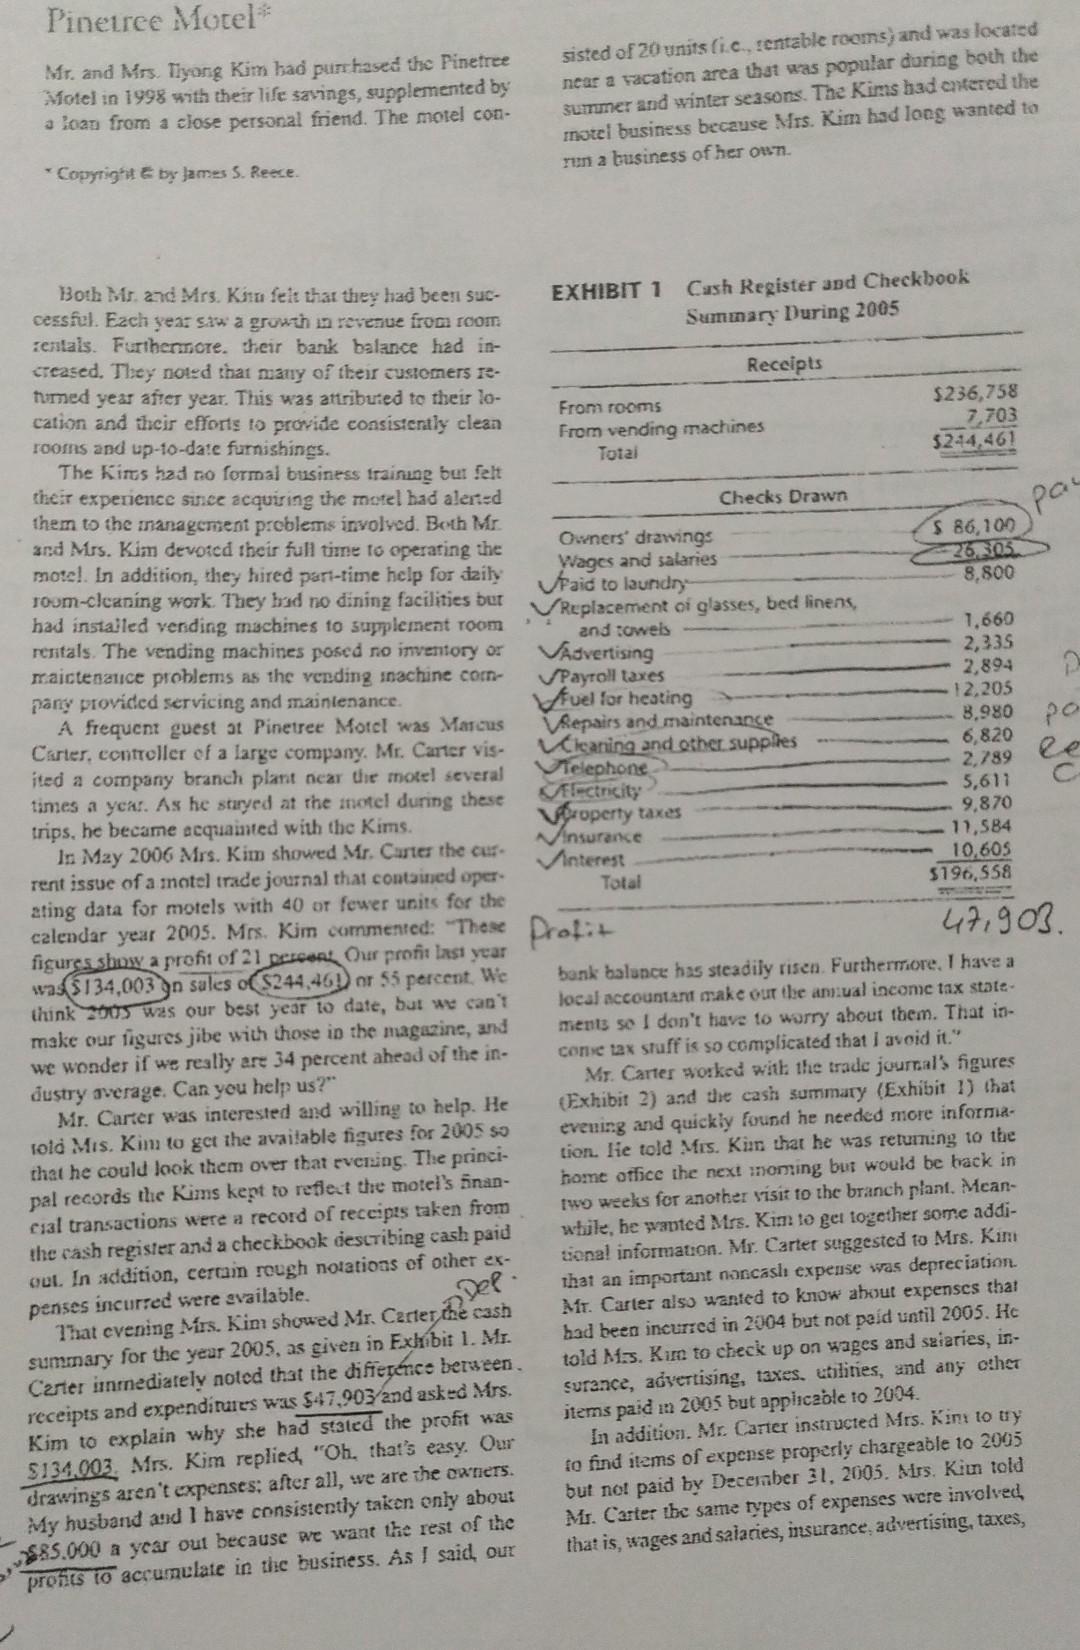 Pinetree Motel*
Mr. and Mrs. Ilyong Kim had purchased the Pinetree
Motel in 1998 with their life savings, supplemented by
a loan from a close personal friend. The motel con-
* Copyright © by James S. Reece.
sisted of 20 units (i.e., rentable rooms) and was located
near a vacation area that was popular during both the
summer and winter seasons. The Kims had entered the
motel business because Mrs. Kim had long wanted to
run a business of her own.
Both Mr. and Mrs. Kim felt that they had been suc-
cessful. Each year saw a growth in revenue from room
rentals. Furthermore, their bank balance had in-
creased. They noted that many of their customers re-
turned year after year. This was attributed to their lo-
cation and their efforts to provide consistently clean
rooms and up-to-date furnishings.
The Kims had no formal business training but felt
their experience since acquiring the motel had alerted
them to the management problems involved. Both Mr.
and Mrs. Kim devoted their full time to operating the
motel. In addition, they hired part-time help for daily
room-cleaning work. They had no dining facilities but
had installed vending machines to supplement room
rentals. The vending machines posed no inventory or
maintenance problems as the vending machine com-
pany provided servicing and maintenance.
A frequent guest at Pinetree Motel was Marcus
Carter, controller of a large company. Mr. Carter vis-
ited a company branch plant near the motel several
times a year. As he stayed at the motel during these
trips, he became acquainted with the Kims.
In May 2006 Mrs. Kim showed Mr. Carter the cur-
rent issue of a motel trade journal that contained oper-
ating data for motels with 40 or fewer units for the
calendar year 2005. Mrs. Kim commented: "These
figures show a profit of 21 percent. Our profit last year
was $134,003 on sales of $244,461 or 55 percent. We
think 2005 was our best year to date, but we can't
make our figures jibe with those in the magazine, and
we wonder if we really are 34 percent ahead of the in-
dustry average. Can you help us?"
Mr. Carter was interested and willing to help. He
told Mrs. Kim to get the available figures for 2005 so
that he could look them over that evening. The princi-
pal records the Kims kept to reflect the motel's finan-
cial transactions were a record of receipts taken from
the cash register and a checkbook describing cash paid
out. In addition, certain rough notations of other ex-
penses incurred were available.
That evening Mrs. Kim showed Mr. Carter the cash
summary for the year 2005, as given in Exhibit 1. Mr.
Carter immediately noted that the difference between
receipts and expenditures was $47,903 and asked Mrs.
Kim to explain why she had stated the profit was
$134,003. Mrs. Kim replied, "Oh, that's easy. Our
drawings aren't expenses; after all, we are the owners.
My husband and I have consistently taken only about
$85,000 a year out because we want the rest of the
profits to accumulate in the business. As I said, our
EXHIBIT 1 Cash Register and Checkbook
Summary During 2005
Receipts
From rooms $236,758
From vending machines 7,703
Total $244,461
Checks Drawn
Owners' drawings $ 86,100
Wages and salaries 26,305
Paid to laundry 8,800
Replacement of glasses, bed linens,
and towels 1,660
Advertising 2,335
Payroll taxes 2,894
Fuel for heating 12,205
Repairs and maintenance 8,980
Cleaning and other supplies 6,820
Telephone 2,789
Electricity 5,611
Property taxes 9,870
Insurance 11,584
Interest 10,605
Total $196,558
Profit 47,903.
bank balance has steadily risen. Furthermore, I have a
local accountant make out the annual income tax state-
ments so I don't have to worry about them. That in-
come tax stuff is so complicated that I avoid it."
Mr. Carter worked with the trade journal's figures
(Exhibit 2) and the cash summary (Exhibit 1) that
evening and quickly found he needed more informa-
tion. He told Mrs. Kim that he was returning to the
home office the next morning but would be back in
two weeks for another visit to the branch plant. Mean-
while, he wanted Mrs. Kim to get together some addi-
tional information. Mr. Carter suggested to Mrs. Kim
that an important noncash expense was depreciation.
Mr. Carter also wanted to know about expenses that
had been incurred in 2004 but not paid until 2005. He
told Mrs. Kim to check up on wages and salaries, in-
surance, advertising, taxes, utilities, and any other
items paid in 2005 but applicable to 2004.
In addition, Mr. Carter instructed Mrs. Kim to try
to find items of expense properly chargeable to 2005
but not paid by December 31, 2005. Mrs. Kim told
Mr. Carter the same types of expenses were involved,
that is, wages and salaries, insurance, advertising, taxes,